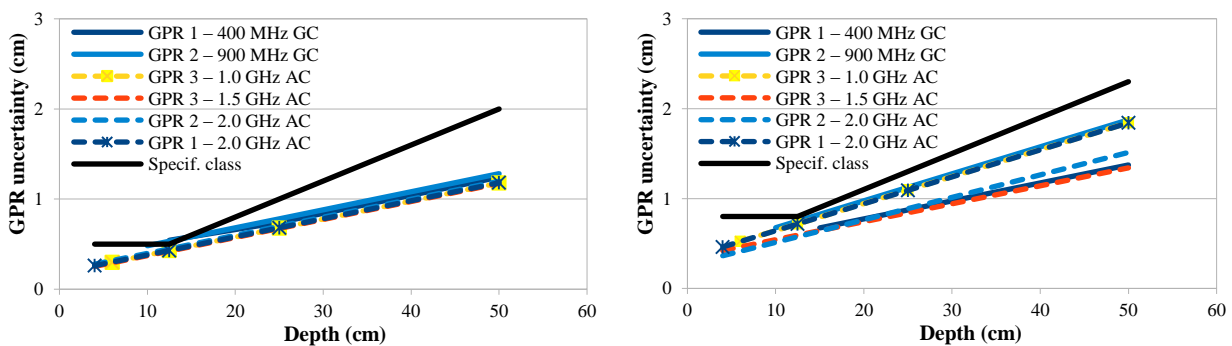 3
2
1
0
GPR uncertainty (cm)
GPR 1 – 400 MHz GC
GPR 2 – 900 MHz GC
GPR 3 – 1.0 GHz AC
GPR 3 – 1.5 GHz AC
GPR 2 – 2.0 GHz AC
GPR 1 – 2.0 GHz AC
Specif. class
0 10 20 30 40 50 60
Depth (cm)
3
2
1
0
GPR uncertainty (cm)
GPR 1 – 400 MHz GC
GPR 2 – 900 MHz GC
GPR 3 – 1.0 GHz AC
GPR 3 – 1.5 GHz AC
GPR 2 – 2.0 GHz AC
GPR 1 – 2.0 GHz AC
Specif. class
0 10 20 30 40 50 60
Depth (cm)